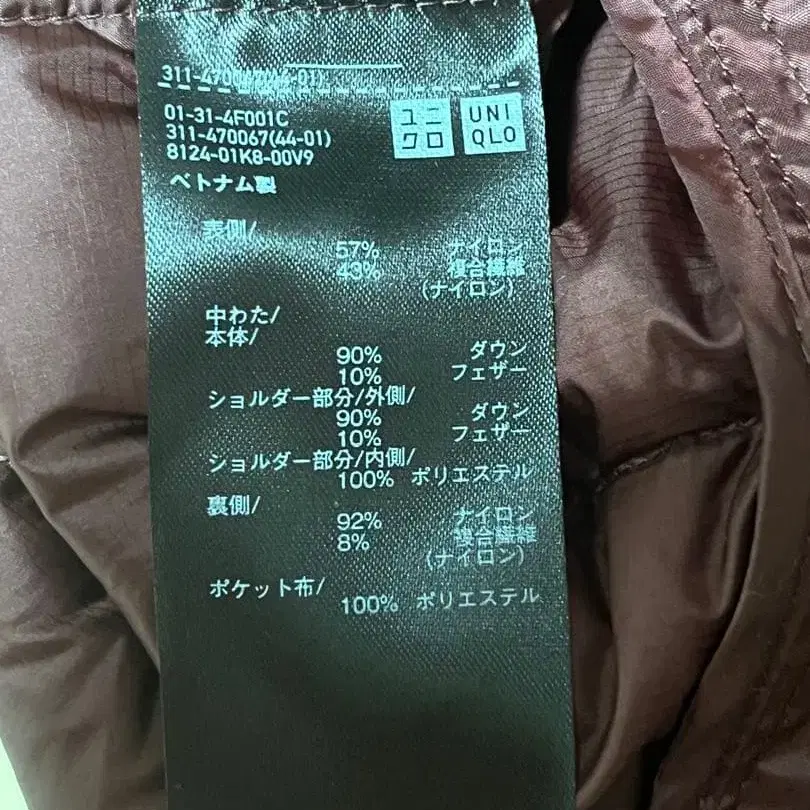 311-470067(44-01)
01-31-4F001C
311-470067(44-01)
8124-01K8-00V9
ユニ
クロ
UNI
QLO
ベトナム製
表側/
57% ナイロン
43% 複合繊維
(ナイロン)
中わた/
本体/
90% ダウン
10% フェザー
ショルダー部分/外側/
90% ダウン
10% フェザー
ショルダー部分/内側/
100% ポリエステル
裏側/
92% ナイロン
8% 複合繊維
(ナイロン)
ポケット布/
100% ポリエステル